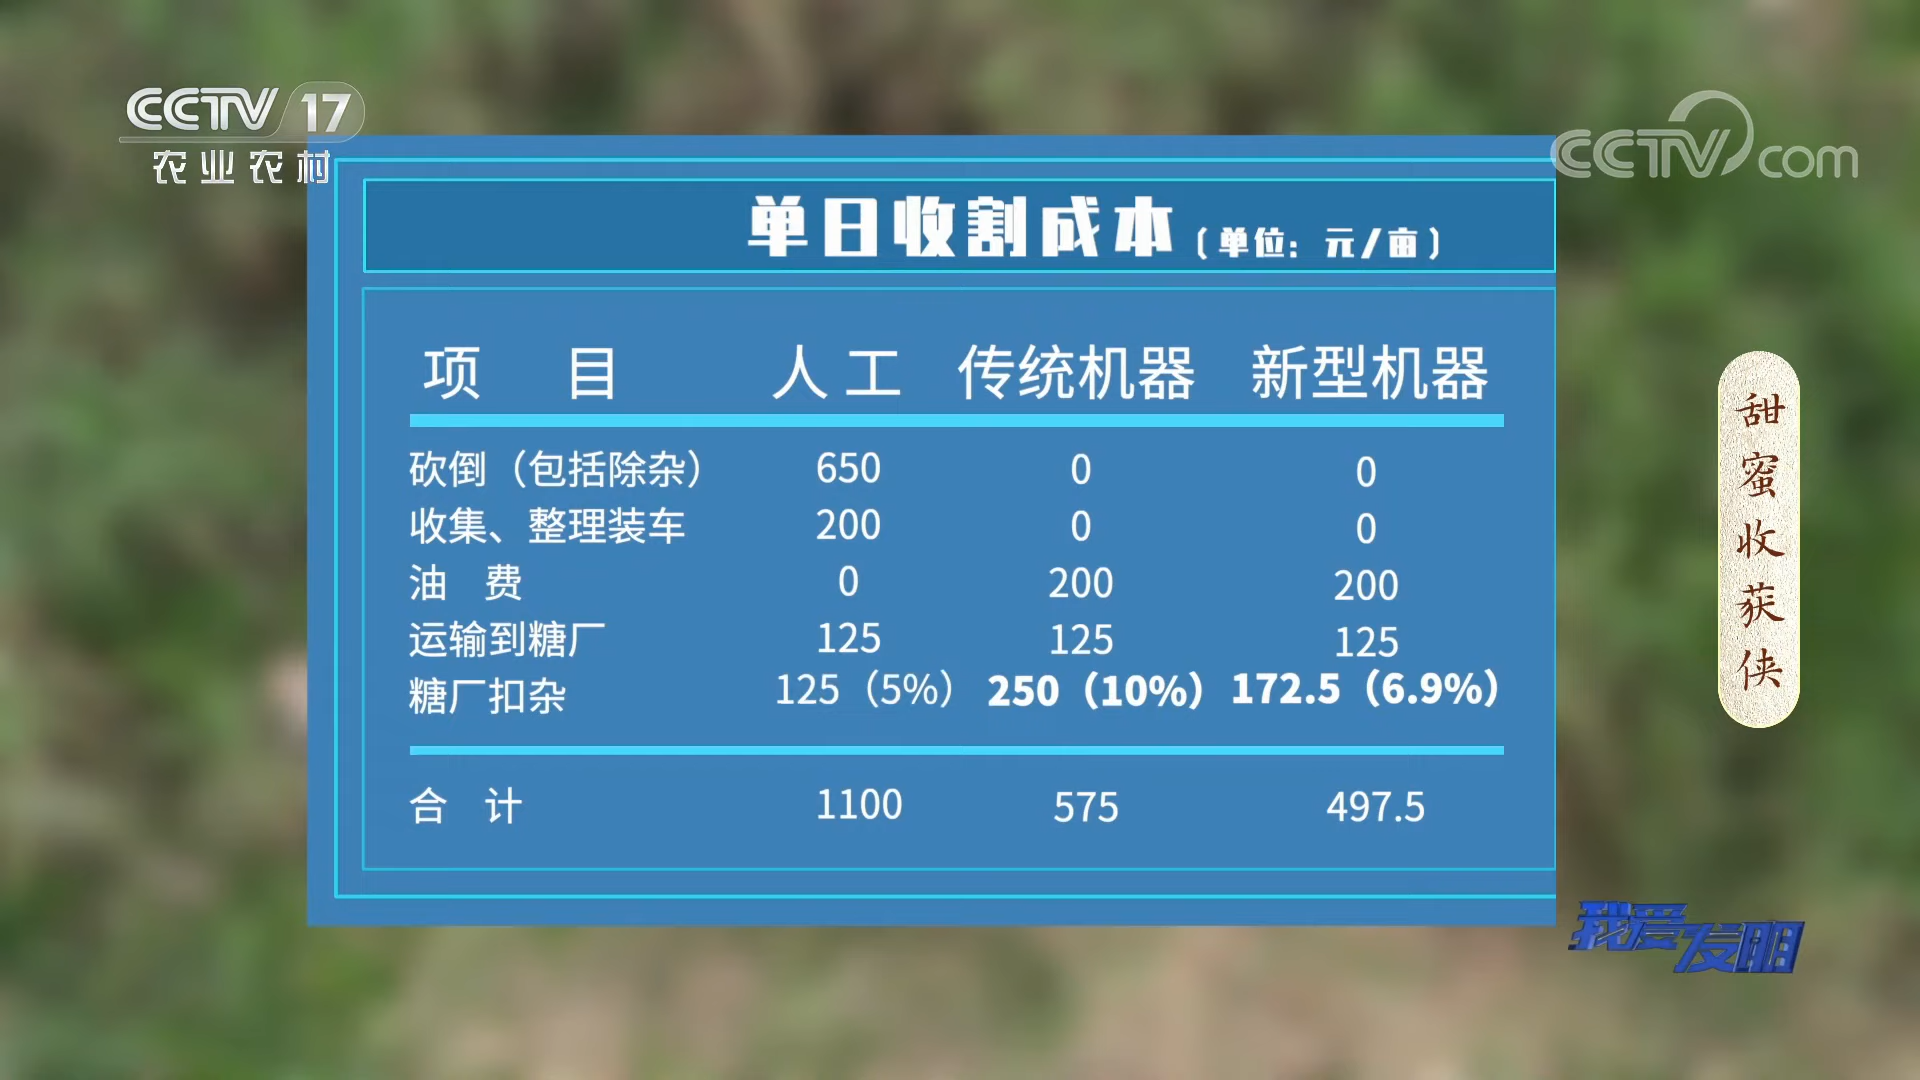 CCTV 17
农业农村
CCTV com
单日收割成本(单位：元/亩)
项 目 人工 传统机器 新型机器
砍倒（包括除杂） 650 0 0
收集、整理装车 200 0 0
油 费 0 200 200
运输到糖厂 125 125 125
糖厂扣杂 125（5%） 250（10%） 172.5（6.9%）
合 计 1100 575 497.5
甜蜜收获侠
我爱发明